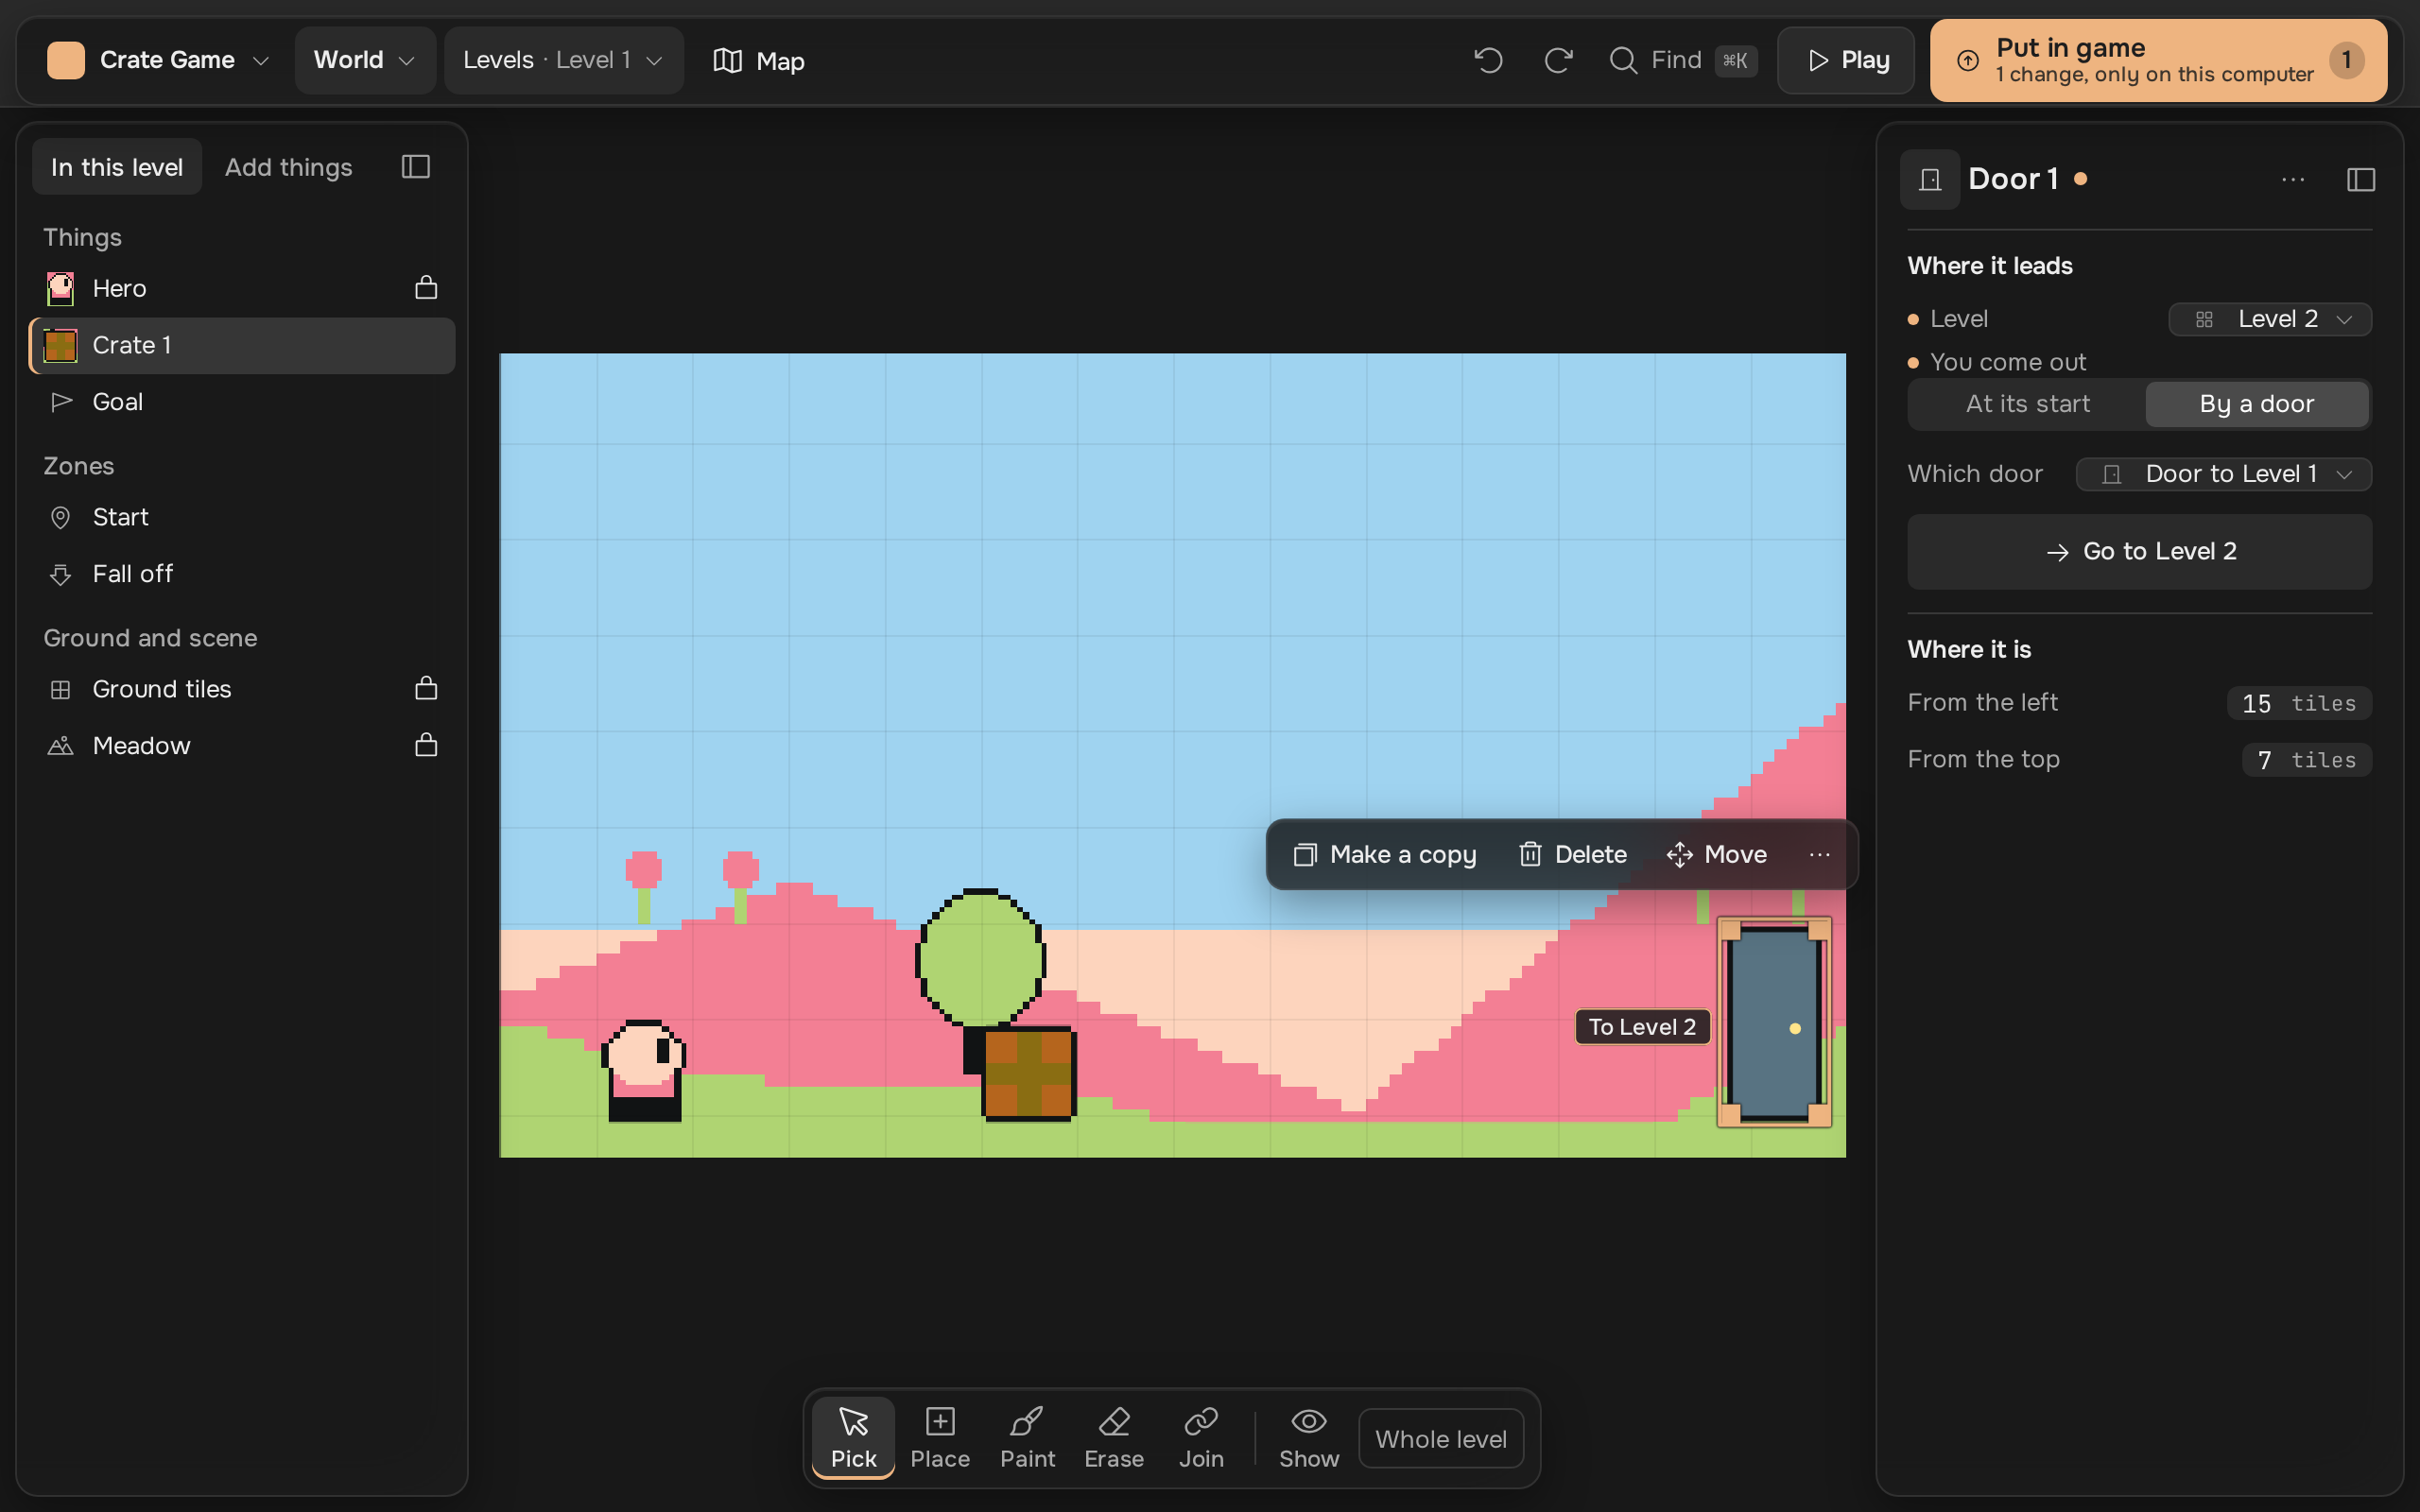 Crate Game
World
Levels · Level 1
Map
Find ⌘K
Play
Put in game
1 change, only on this computer
1
In this level
Add things
Things
Hero
Crate 1
Goal
Zones
Start
Fall off
Ground and scene
Ground tiles
Meadow
Make a copy
Delete
Move
To Level 2
Pick
Place
Paint
Erase
Join
Show
Whole level
Door 1
Where it leads
Level
Level 2
You come out
At its start
By a door
Which door
Door to Level 1
Go to Level 2
Where it is
From the left
15 tiles
From the top
7 tiles